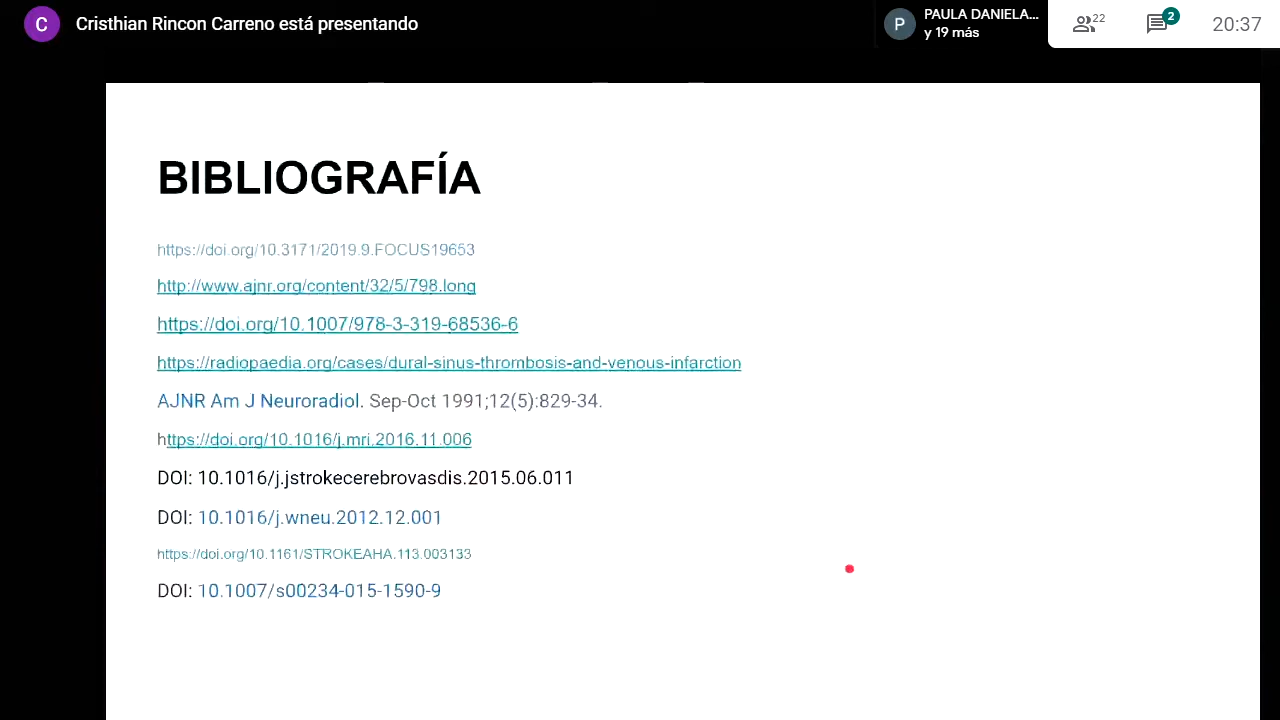 C
Cristhian Rincon Carreno está presentando
P
PAULA DANIELA...
y 19 más
22
2
20:37
BIBLIOGRAFÍA
https://doi.org/10.3171/2019.9.FOCUS19653
http://www.ajnr.org/content/32/5/798.long
https://doi.org/10.1007/978-3-319-68536-6
https://radiopaedia.org/cases/dural-sinus-thrombosis-and-venous-infarction
AJNR Am J Neuroradiol. Sep-Oct 1991;12(5):829-34.
https://doi.org/10.1016/j.mri.2016.11.006
DOI: 10.1016/j.jstrokecerebrovasdis.2015.06.011
DOI: 10.1016/j.wneu.2012.12.001
https://doi.org/10.1161/STROKEAHA.113.003133
DOI: 10.1007/s00234-015-1590-9